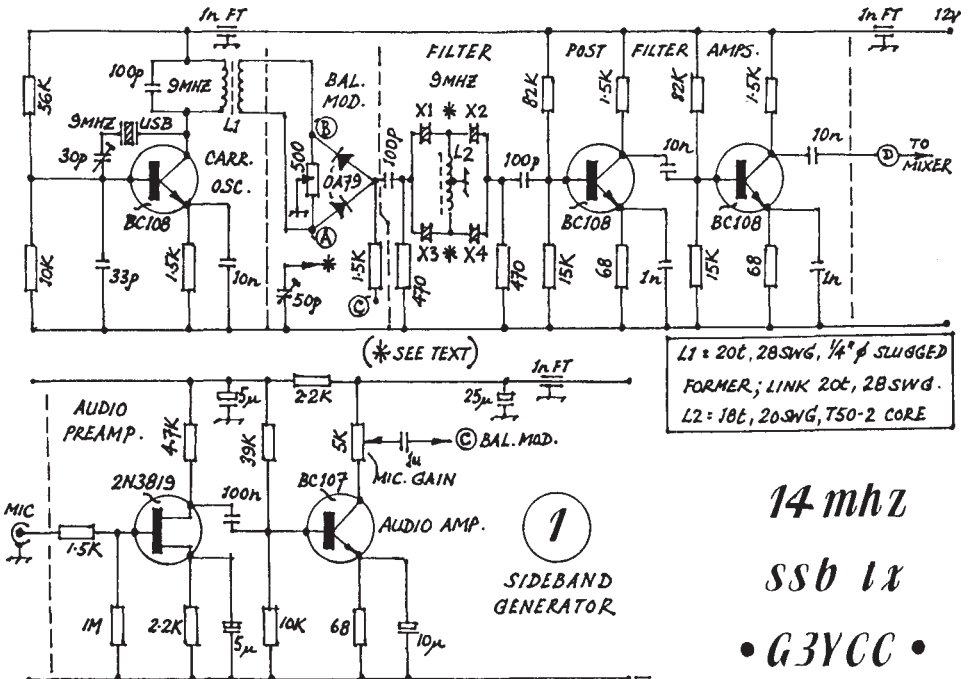 1n FT
1n FT
12V
FILTER
9MHZ
POST FILTER AMPS.
56K
100p
9MHZ
L1
BAL.
MOD.
9MHZ USB
30p
CARR.
OSC.
BC108
10K
33p
1.5K
10n
B
500
OA79
A
*
50p
1.5K
C
100p
X1 * X2
L2
X3 * X4
470
470
100p
82K
1.5K
BC108
15K
68
1n
10n
82K
1.5K
BC108
15K
68
1n
10n
D
TO
MIXER
(* SEE TEXT)
L1 = 20t, 28SWG, 1/4" ϕ SLUGGED
FORMER; LINK 20t, 28SWG.
L2 = 18t, 20SWG, T50-2 CORE
AUDIO
PREAMP.
4.7K
5µ
2.2K
39K
5K
25µ
1n FT
C BAL. MOD.
1µ
MIC. GAIN
MIC
1.5K
2N3819
100n
BC107
AUDIO AMP.
1M
2.2K
5µ
10K
68
10µ
1
SIDEBAND
GENERATOR
14 mhz
ssb tx
• G3YCC •